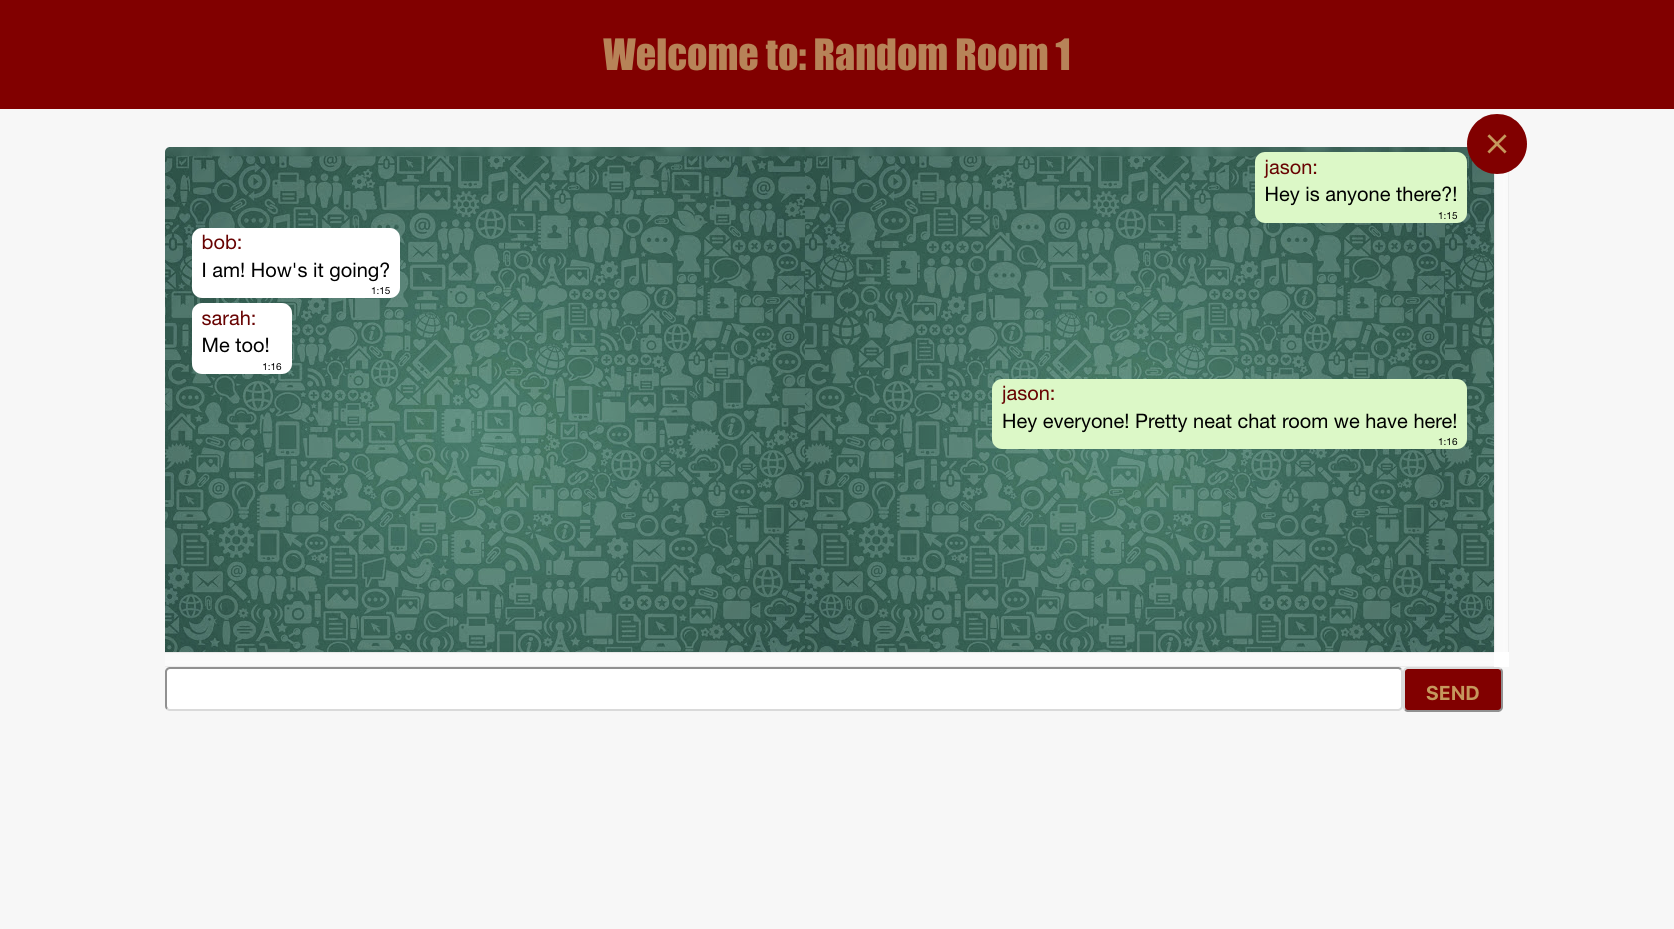 Welcome to: Random Room 1
jason:
Hey is anyone there?!
1:15
bob:
I am! How's it going?
1:15
sarah:
Me too!
1:16
jason:
Hey everyone! Pretty neat chat room we have here!
1:16
SEND